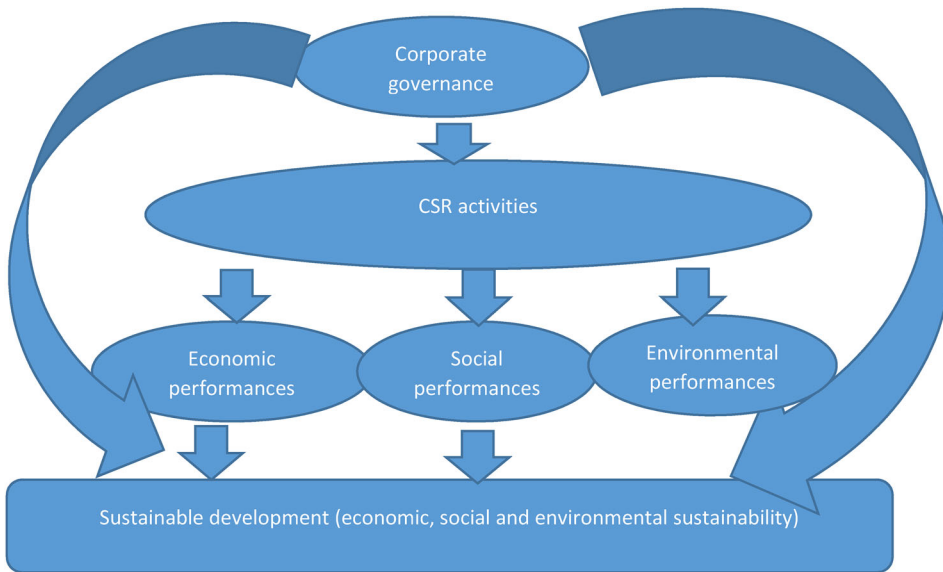 Corporate
governance
CSR activities
Economic
performances
Social
performances
Environmental
performances
Sustainable development (economic, social and environmental sustainability)